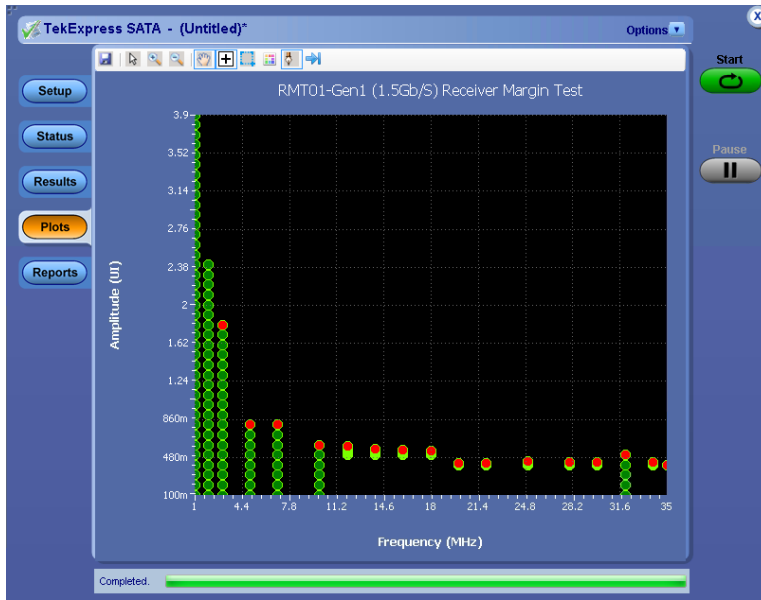 TekExpress SATA - (Untitled)*
Options
Start
Pause
Setup
Status
Results
Plots
Reports
RMT01-Gen1 (1.5Gb/S) Receiver Margin Test
Amplitude (UI)
3.9
3.52
3.14
2.76
2.38
2
1.62
1.24
860m
480m
100m
1 4.4 7.8 11.2 14.6 18 21.4 24.8 28.2 31.6 35
Frequency (MHz)
Completed.